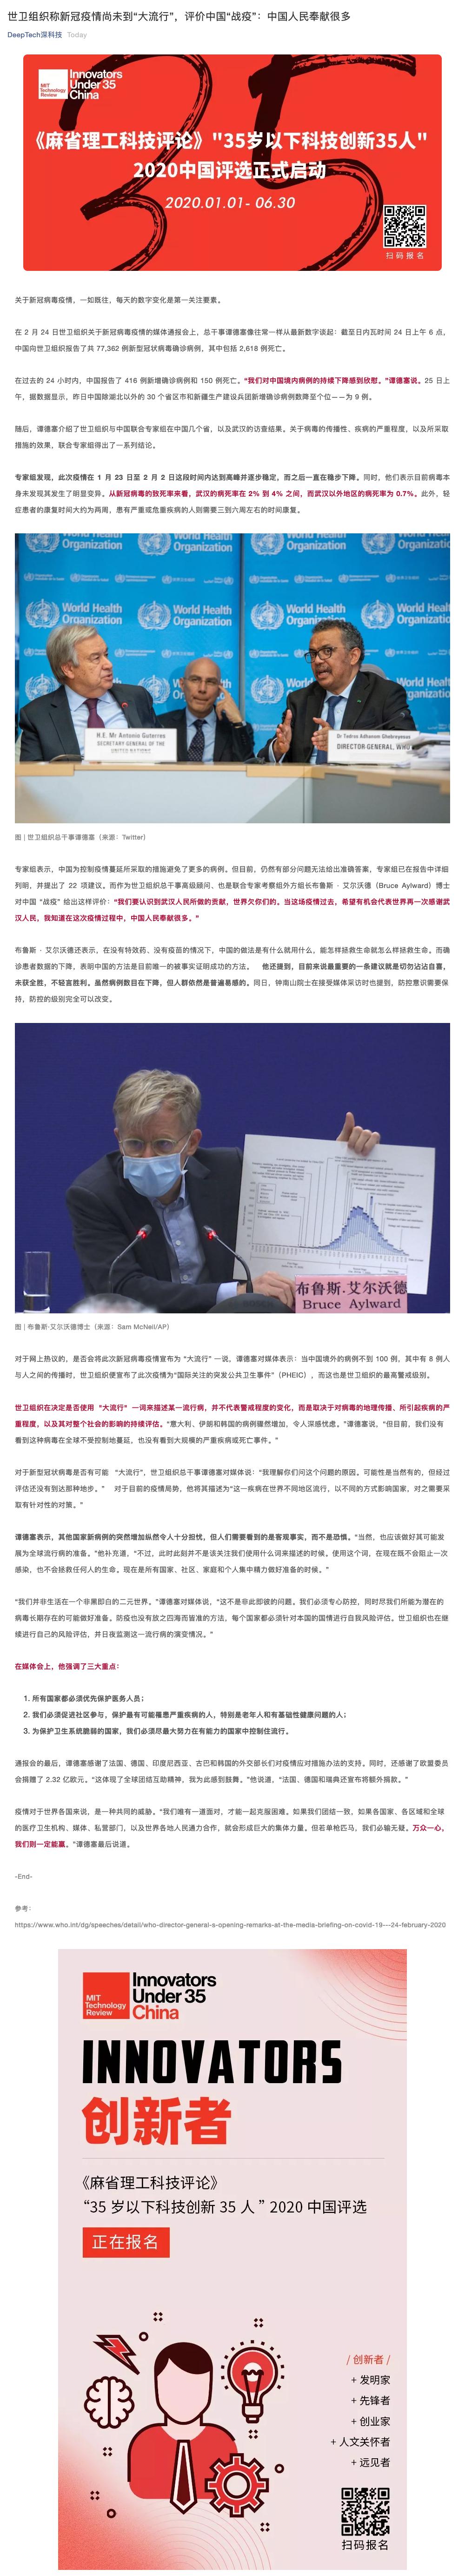 世卫组织称新冠疫情尚未到“大流行”，评价中国“战疫”：中国人民奉献很多
DeepTech深科技 Today
MIT
Technology
Review
Innovators
Under 35
China
《麻省理工科技评论》"35岁以下科技创新35人"
2020中国评选正式启动
2020.01.01- 06.30
扫码报名
关于新冠病毒疫情，一如既往，每天的数字变化是第一关注要素。
在 2 月 24 日世卫组织关于新冠病毒疫情的媒体通报会上，总干事谭德塞像往常一样从最新数字谈起：截至日内瓦时间 24 日上午 6 点，
中国向世卫组织报告了共 77,362 例新型冠状病毒确诊病例，其中包括 2,618 例死亡。
在过去的 24 小时内，中国报告了 416 例新增确诊病例和 150 例死亡。“我们对中国境内病例的持续下降感到欣慰。”谭德塞说。25 日上
午，据数据显示，昨日中国除湖北以外的 30 个省区市和新疆生产建设兵团新增确诊病例数降至个位——为 9 例。
随后，谭德塞介绍了世卫组织与中国联合专家组在中国几个省，以及武汉的访查结果。关于病毒的传播性、疾病的严重程度，以及所采取
措施的效果，联合专家组得出了一系列结论。
专家组发现，此次疫情在 1 月 23 日至 2 月 2 日这段时间内达到高峰并逐步稳定，而之后一直在稳步下降。同时，他们表示目前病毒本
身未发现其发生了明显变异。从新冠病毒的致死率来看，武汉的病死率在 2% 到 4% 之间，而武汉以外地区的病死率为 0.7%。此外，轻
症患者的康复时间大约为两周，患有严重或危重疾病的人则需要三到六周左右的时间康复。
World Health
Organization
H.E. Mr Antonio Guterres
SECRETARY-GENERAL OF THE
UNITED NATIONS
Dr Tedros Adhanom Ghebreyesus
DIRECTOR-GENERAL, WHO
图 | 世卫组织总干事谭德塞（来源：Twitter）
专家组表示，中国为控制疫情蔓延所采取的措施避免了更多的病例。但目前，仍然有部分问题无法给出准确答案，专家组已在报告中详细
列明，并提出了 22 项建议。而作为世卫组织总干事高级顾问、也是联合专家考察组外方组长布鲁斯 · 艾尔沃德（Bruce Aylward）博士
对中国 “战疫” 给出这样评价：“我们要认识到武汉人民所做的贡献，世界欠你们的。当这场疫情过去，希望有机会代表世界再一次感谢武
汉人民，我知道在这次疫情过程中，中国人民奉献很多。“
布鲁斯 · 艾尔沃德还表示，在没有特效药、没有疫苗的情况下，中国的做法是有什么就用什么，能怎样拯救生命就怎么样拯救生命。而确
诊患者数据的下降，表明中国的方法是目前唯一的被事实证明成功的方法。 他还提到，目前来说最重要的一条建议就是切勿沾沾自喜，
未获全胜，不轻言胜利。虽然病例数目在下降，但人群依然是普遍易感的。同日，钟南山院士在接受媒体采访时也提到，防控意识需要保
持，防控的级别完全可以改变。
布鲁斯.艾尔沃德
Bruce Aylward
图 | 布鲁斯·艾尔沃德博士（来源：Sam McNeil/AP）
对于网上热议的，是否会将此次新冠病毒疫情宣布为 “大流行” 一说，谭德塞对媒体表示：当中国境外的病例不到 100 例，其中有 8 例人
与人之间的传播时，世卫组织便宣布了此次疫情为“国际关注的突发公共卫生事件”（PHEIC），而这也是世卫组织的最高警戒级别。
世卫组织在决定是否使用 “大流行” 一词来描述某一流行病，并不代表警戒程度的变化，而是取决于对病毒的地理传播、所引起疾病的严
重程度，以及其对整个社会的影响的持续评估。“意大利、伊朗和韩国的病例骤然增加，令人深感忧虑。”谭德塞说，“但目前，我们没有
看到这种病毒在全球不受控制地蔓延，也没有看到大规模的严重疾病或死亡事件。”
对于新型冠状病毒是否有可能 “大流行”，世卫组织总干事谭德塞对媒体说：“我理解你们问这个问题的原因。可能性是当然有的，但经过
评估还没有到达那种地步。” 对于目前的疫情局势，他将其描述为“这一疾病在世界不同地区流行，以不同的方式影响国家，对之需要采
取有针对性的对策。”
谭德塞表示，其他国家新病例的突然增加纵然令人十分担忧，但人们需要看到的是客观事实，而不是恐慌。“当然，也应该做好其可能发
展为全球流行病的准备。”他补充道，“不过，此时此刻并不是该关注我们使用什么词来描述的时候。使用这个词，在现在既不会阻止一次
感染，也不会拯救任何人的生命。现在是所有国家、社区、家庭和个人集中精力做好准备的时候。”
“我们并非生活在一个非黑即白的二元世界。”谭德塞对媒体说，“这不是非此即彼的问题。我们必须专心防控，同时尽我们所能为潜在的
病毒长期存在的可能做好准备。防疫也没有放之四海而皆准的方法，每个国家都必须针对本国的国情进行自我风险评估。世卫组织也在继
续进行自己的风险评估，并日夜监测这一流行病的演变情况。”
在媒体会上，他强调了三大重点：
1. 所有国家都必须优先保护医务人员；
2. 我们必须促进社区参与，保护最有可能罹患严重疾病的人，特别是老年人和有基础性健康问题的人；
3. 为保护卫生系统脆弱的国家，我们必须尽最大努力在有能力的国家中控制住流行。
通报会的最后，谭德塞感谢了法国、德国、印度尼西亚、古巴和韩国的外交部长们对疫情应对措施办法的支持。同时，还感谢了欧盟委员
会捐赠了 2.32 亿欧元。“这体现了全球团结互助精神，我为此感到鼓舞。”他说道，“法国、德国和瑞典还宣布将额外捐款。”
疫情对于世界各国来说，是一种共同的威胁。“我们唯有一道面对，才能一起克服困难。如果我们团结一致，如果各国家、各区域和全球
的医疗卫生机构、媒体、私营部门，以及世界各地人民通力合作，就会形成巨大的集体力量。但若单枪匹马，我们必输无疑。万众一心，
我们则一定能赢。”谭德塞最后说道。
-End-
参考：
https://www.who.int/dg/speeches/detail/who-director-general-s-opening-remarks-at-the-media-briefing-on-covid-19---24-february-2020
MIT
Technology
Review
Innovators
Under 35
China
INNOVATORS
创新者
《麻省理工科技评论》
“35 岁以下科技创新 35 人 ” 2020 中国评选
正在报名
/ 创新者 /
+ 发明家
+ 先锋者
+ 创业家
+ 人文关怀者
+ 远见者
扫码报名